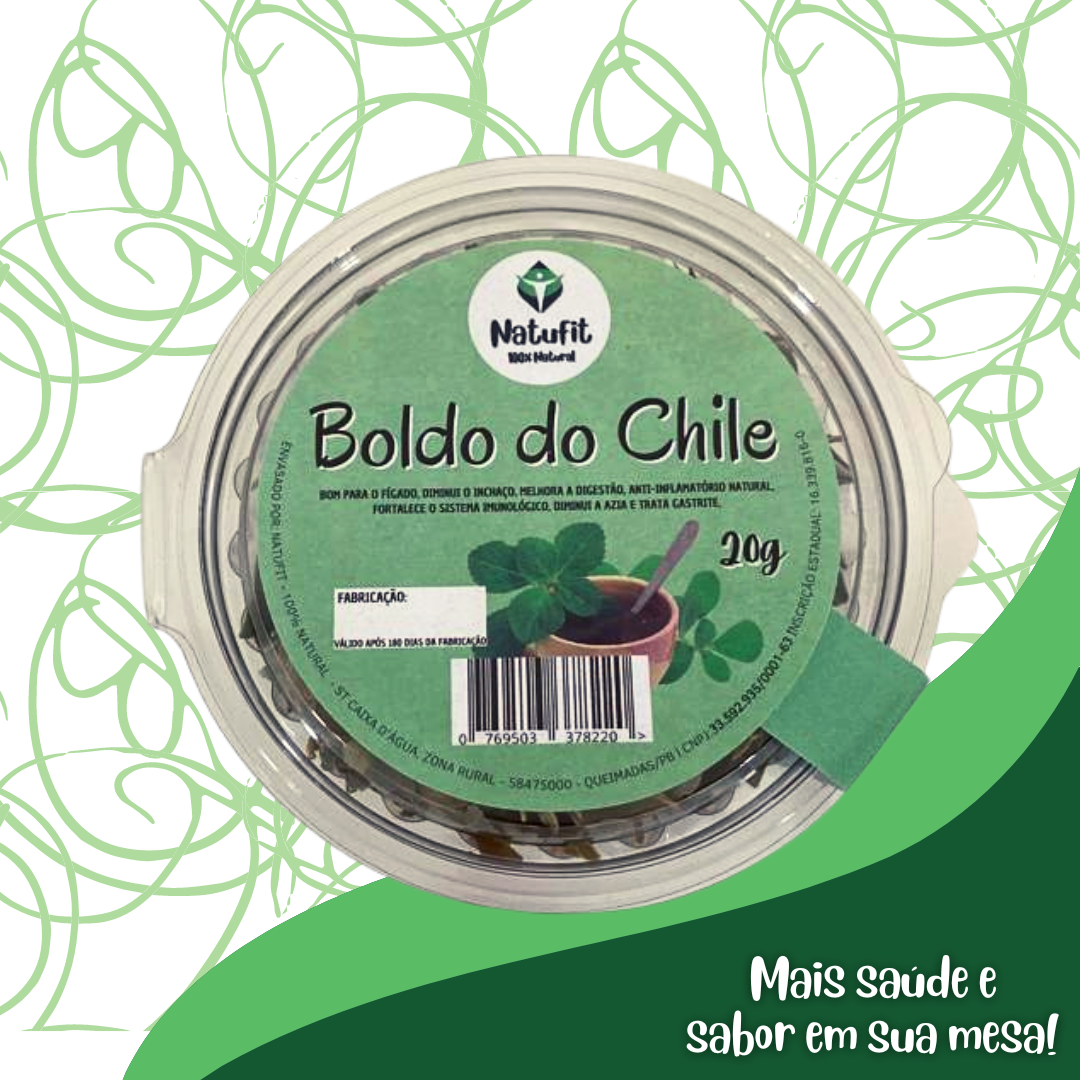 Natufit
100% Natural
Boldo do Chile
BOM PARA O FÍGADO, DIMINUI O INCHAÇO, MELHORA A DIGESTÃO, ANTI-INFLAMATÓRIO NATURAL,
FORTALECE O SISTEMA IMUNOLÓGICO, DIMINUI A AZIA E TRATA GASTRITE.
20g
FABRICAÇÃO:
VÁLIDO APÓS 180 DIAS DA FABRICAÇÃO
0 769503 378220 >
ENVASADO POR NATUFIT - 100% NATURAL - ST CAIXA D'ÁGUA, ZONA RURAL - 58475000 - QUEIMADAS/PB | CNPJ 33.592.935/0001-63 INSCRIÇÃO ESTADUAL: 16.339.816-0
Mais saúde e
sabor em sua mesa!